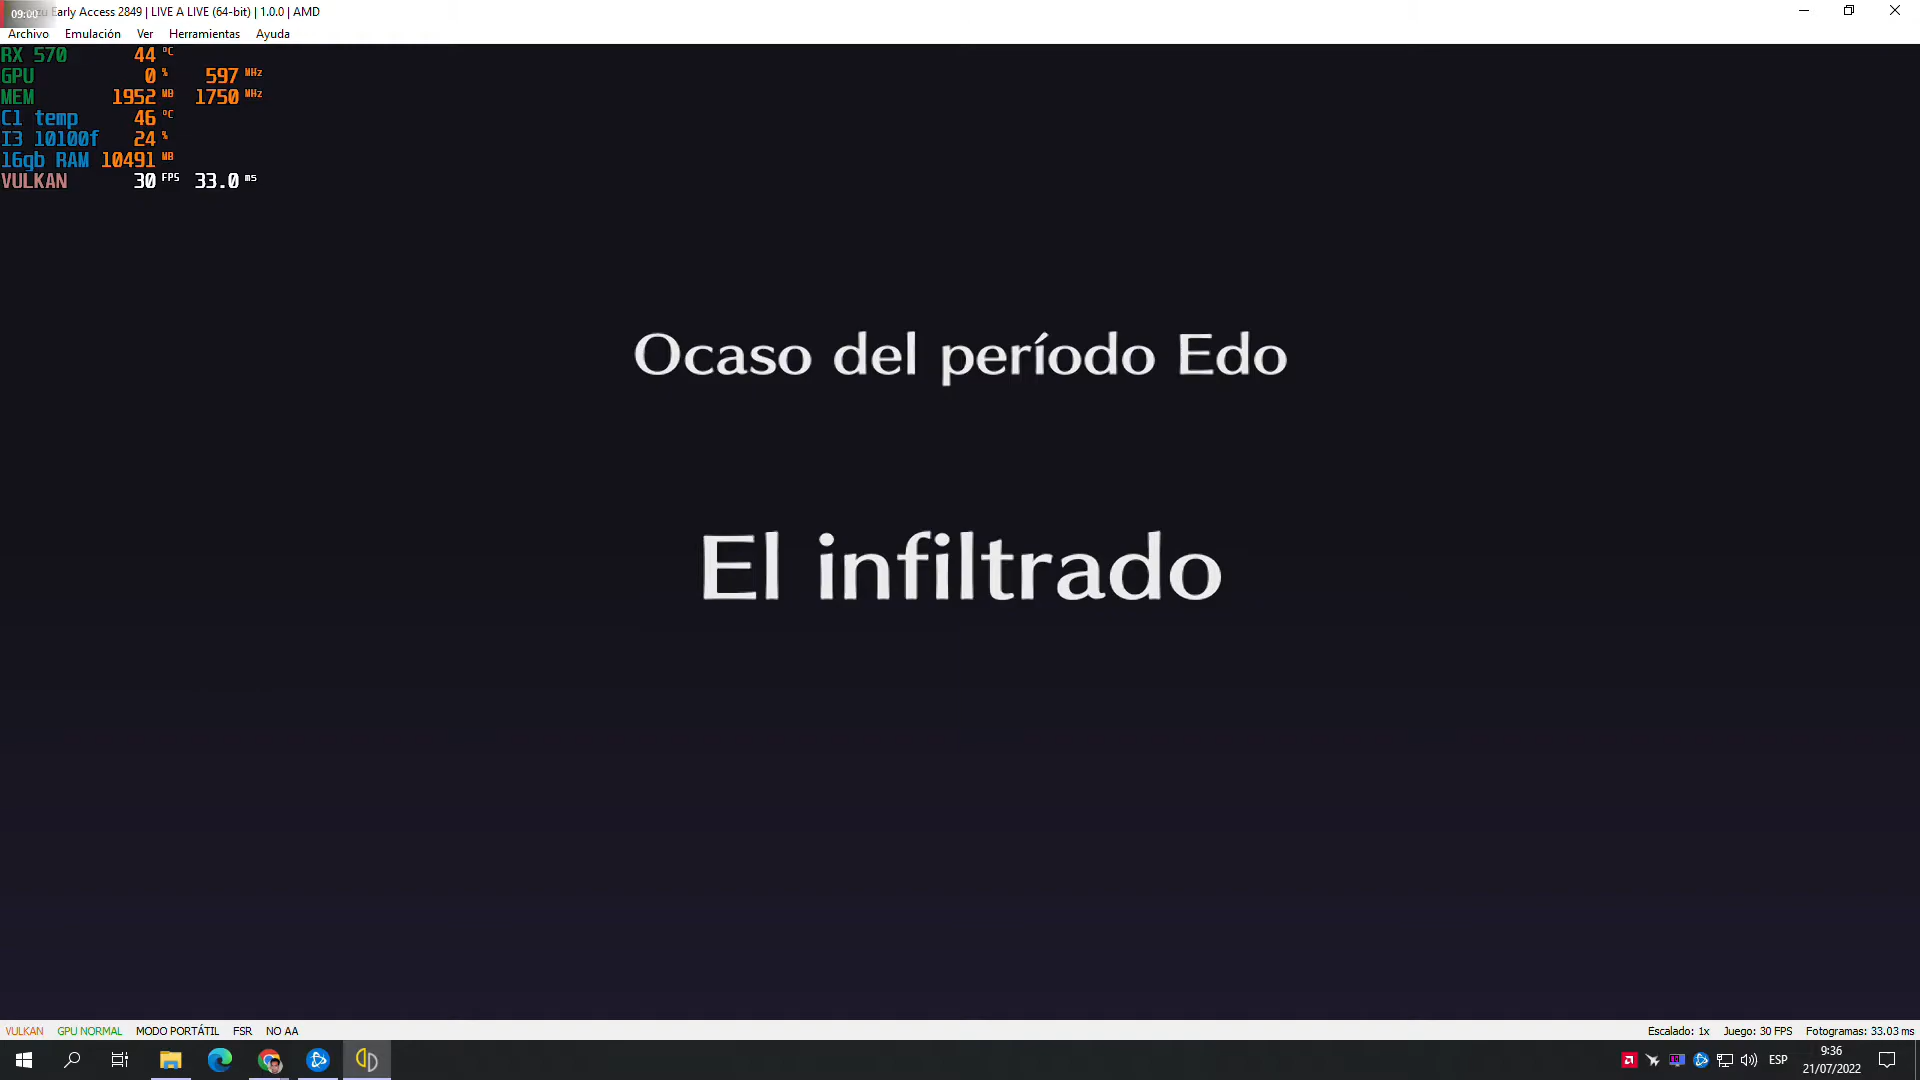 09:00 Early Access 2849 | LIVE A LIVE (64-bit) | 1.0.0 | AMD
Archivo Emulación Ver Herramientas Ayuda
RX 570 44 °C
GPU 0 % 597 MHz
MEM 1952 MB 1750 MHz
C1 temp 46 °C
I3 10100f 24 %
16gb RAM 10491 MB
VULKAN 30 FPS 33.0 ms
Ocaso del período Edo
El infiltrado
VULKAN GPU NORMAL MODO PORTÁTIL FSR NO AA Escalado: 1x Juego: 30 FPS Fotogramas: 33.03 ms
ESP 9:36
21/07/2022